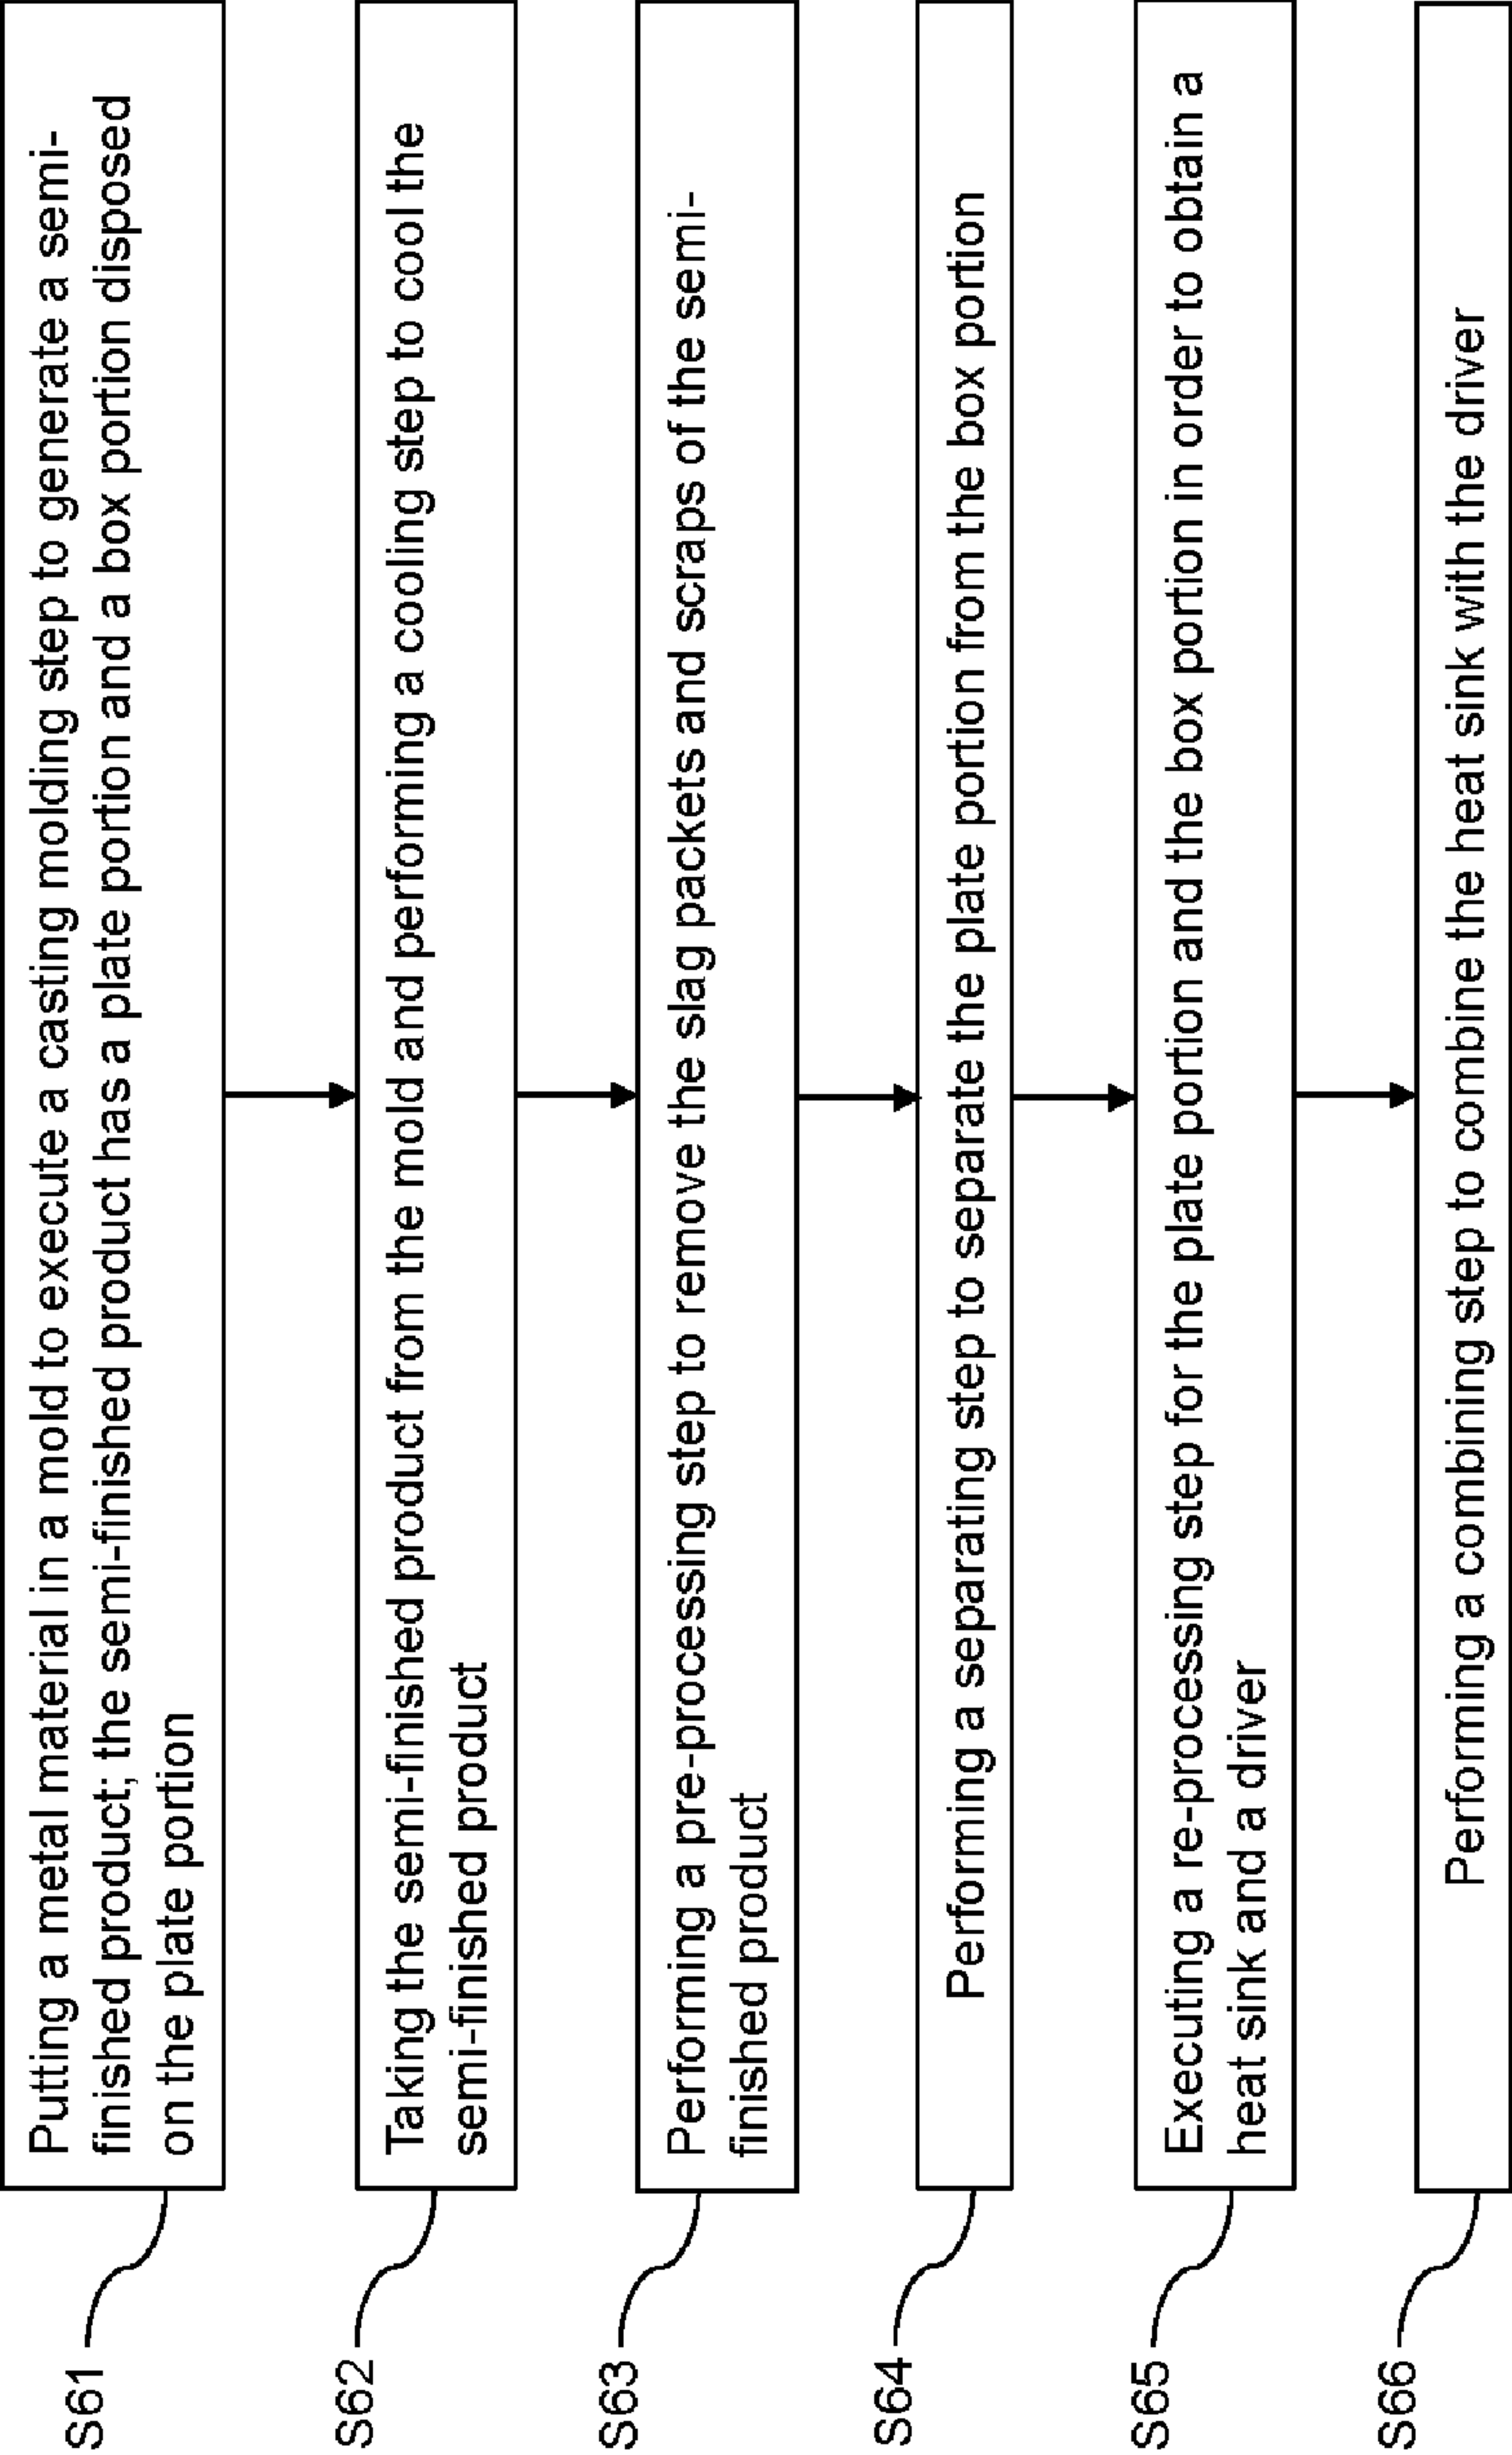 S61
Putting a metal material in a mold to execute a casting molding step to generate a semi-
finished product; the semi-finished product has a plate portion and a box portion disposed
on the plate portion
S62
Taking the semi-finished product from the mold and performing a cooling step to cool the
semi-finished product
S63
Performing a pre-processing step to remove the slag packets and scraps of the semi-
finished product
S64
Performing a separating step to separate the plate portion from the box portion
S65
Executing a re-processing step for the plate portion and the box portion in order to obtain a
heat sink and a driver
S66
Performing a combining step to combine the heat sink with the driver